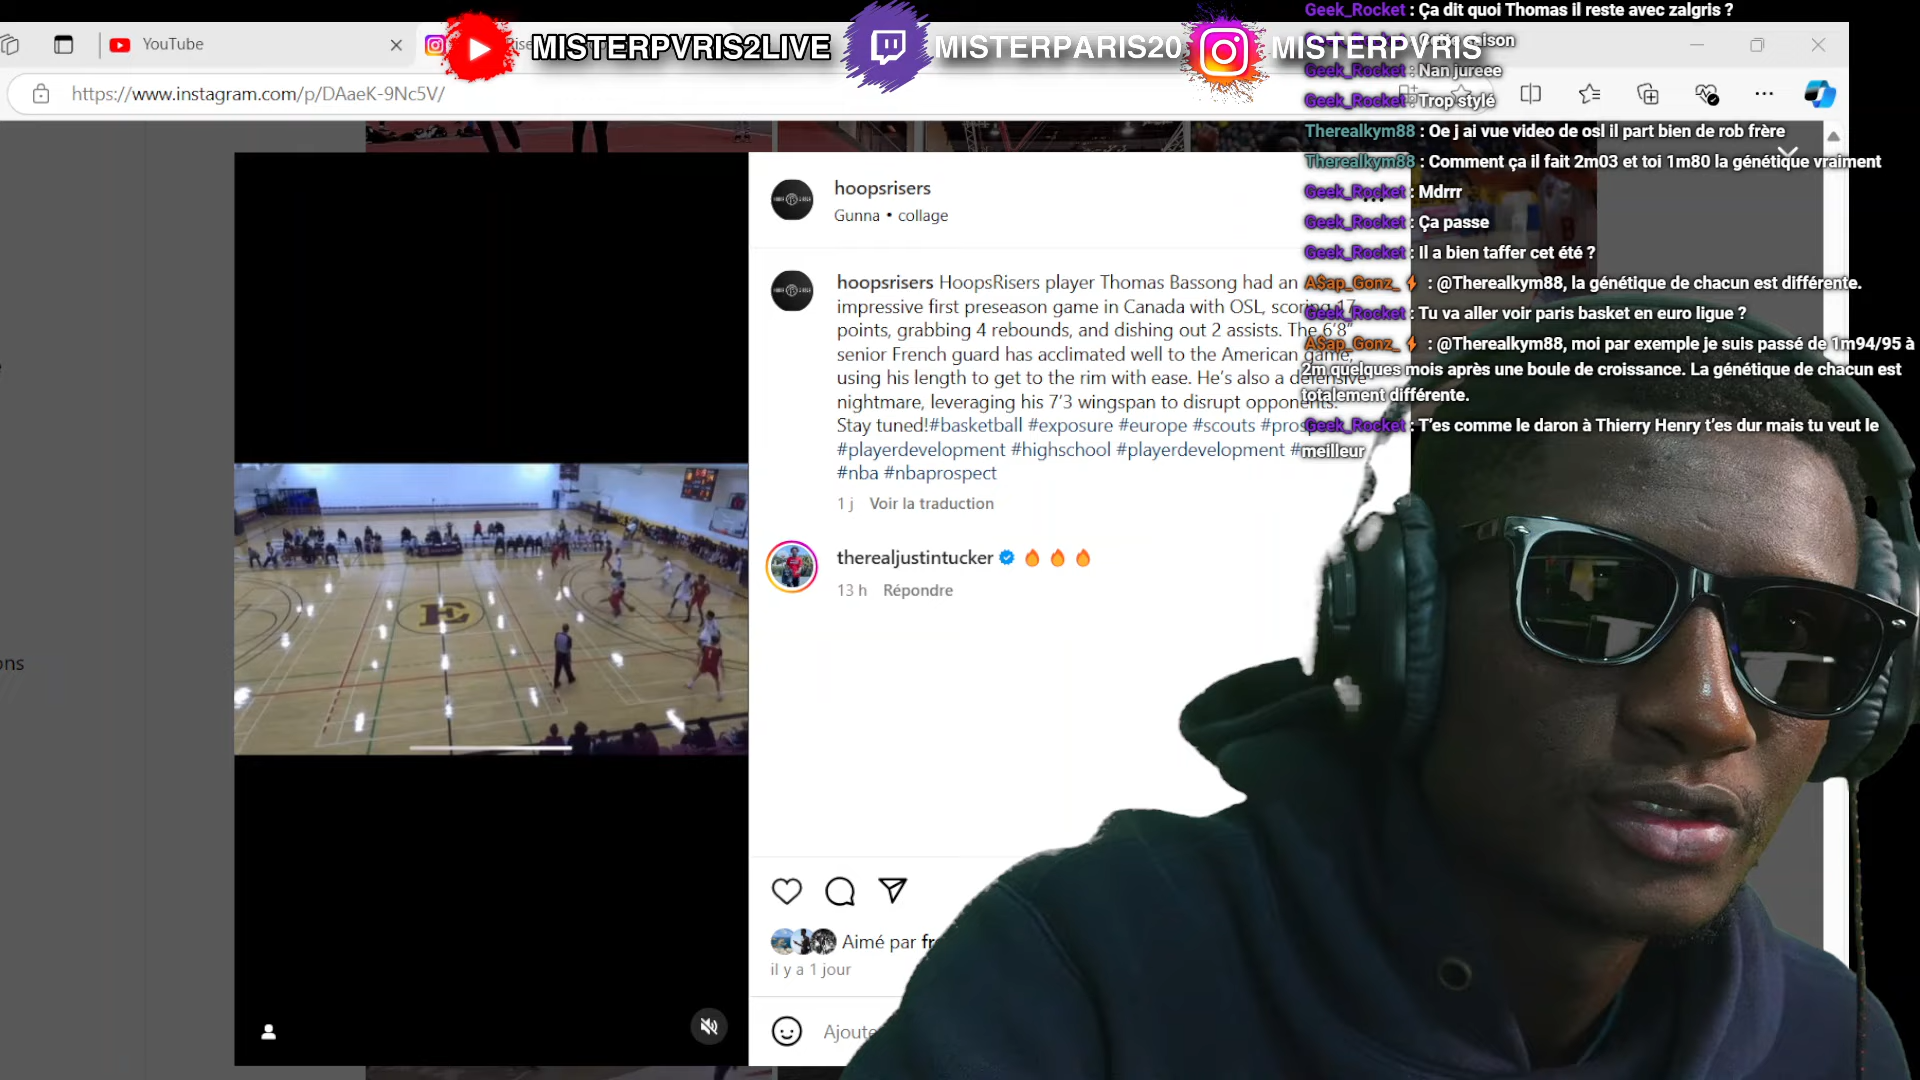 YouTube
MISTERPVRIS2LIVE
MISTERPARIS20
MISTERPVRIS
https://www.instagram.com/p/DAaeK-9Nc5V/
hoopsrisers
Gunna • collage
hoopsrisers HoopsRisers player Thomas Bassong had an
impressive first preseason game in Canada with OSL, scoring 17
points, grabbing 4 rebounds, and dishing out 2 assists. The 6'8"
senior French guard has acclimated well to the American game,
using his length to get to the rim with ease. He's also a defensive
nightmare, leveraging his 7'3 wingspan to disrupt opponents.
Stay tuned!#basketball #exposure #europe #scouts
#playerdevelopment #highschool #playerdevelopment
#nba #nbaprospect
1 j Voir la traduction
therealjustintucker 🔥 🔥 🔥
13 h Répondre
Aimé par
il y a 1 jour
Geek_Rocket : Ça dit quoi Thomas il reste avec zalgris ?
Geek_Rocket : Nan jureee
Geek_Rocket : Trop stylé
Therealkym88 : Oe j ai vue video de osl il part bien de rob frère
Therealkym88 : Comment ça il fait 2m03 et toi 1m80 la génétique vraiment
Geek_Rocket : Mdrrr
Geek_Rocket : Ça passe
Geek_Rocket : Il a bien taffer cet été ?
A$ap_Gonz_ ⚡ : @Therealkym88, la génétique de chacun est différente.
Geek_Rocket : Tu va aller voir paris basket en euro ligue ?
A$ap_Gonz_ ⚡ : @Therealkym88, moi par exemple je suis passé de 1m94/95 à
2m quelques mois après une boule de croissance. La génétique de chacun est
totalement différente.
Geek_Rocket : T'es comme le daron à Thierry Henry t'es dur mais tu veut le
meilleur
E